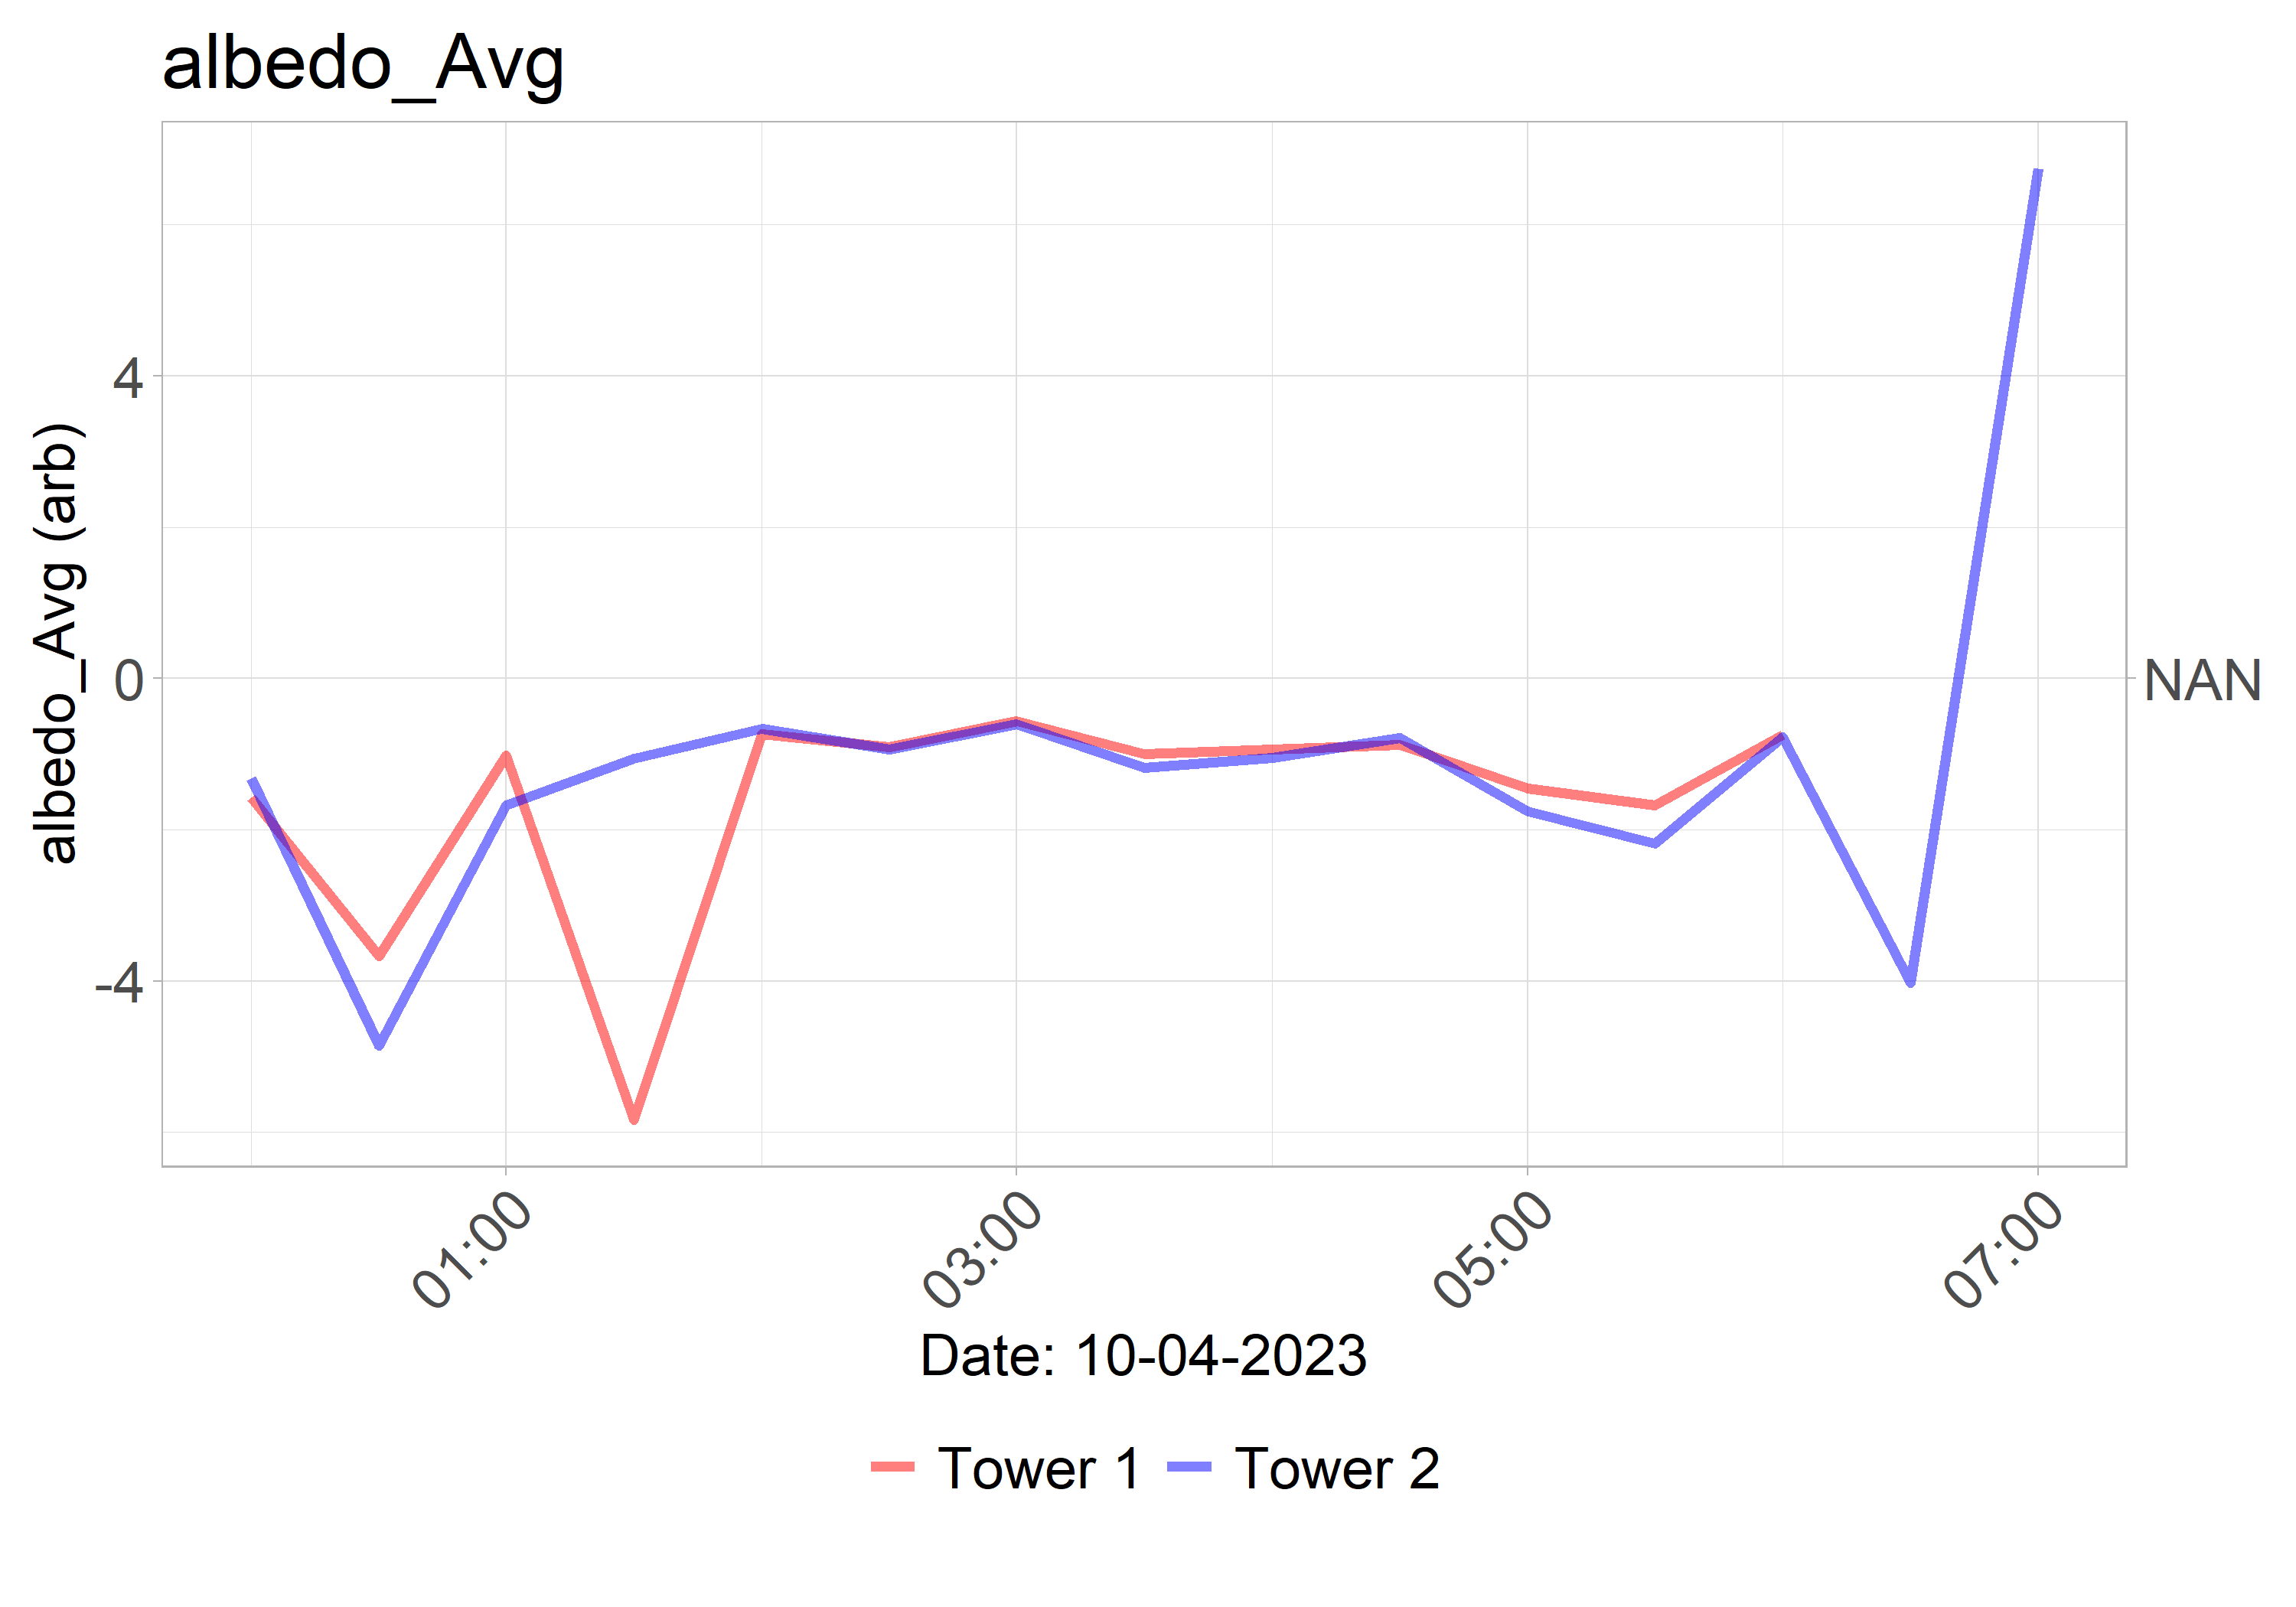 albedo_Avg
albedo_Avg (arb)
4
0
-4
NAN
01:00
03:00
05:00
07:00
Date: 10-04-2023
Tower 1
Tower 2